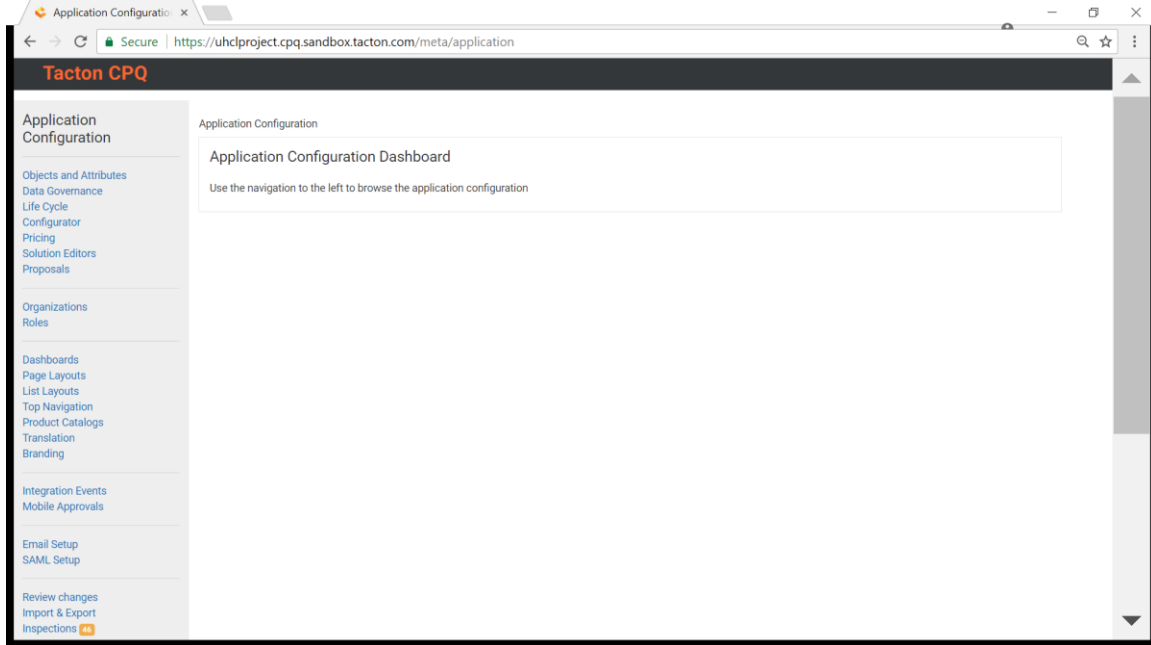 Application Configuratio
Secure https://uhclproject.cpq.sandbox.tacton.com/meta/application
Tacton CPQ
Application
Configuration
Objects and Attributes
Data Governance
Life Cycle
Configurator
Pricing
Solution Editors
Proposals
Organizations
Roles
Dashboards
Page Layouts
List Layouts
Top Navigation
Product Catalogs
Translation
Branding
Integration Events
Mobile Approvals
Email Setup
SAML Setup
Review changes
Import & Export
Inspections 46
Application Configuration
Application Configuration Dashboard
Use the navigation to the left to browse the application configuration